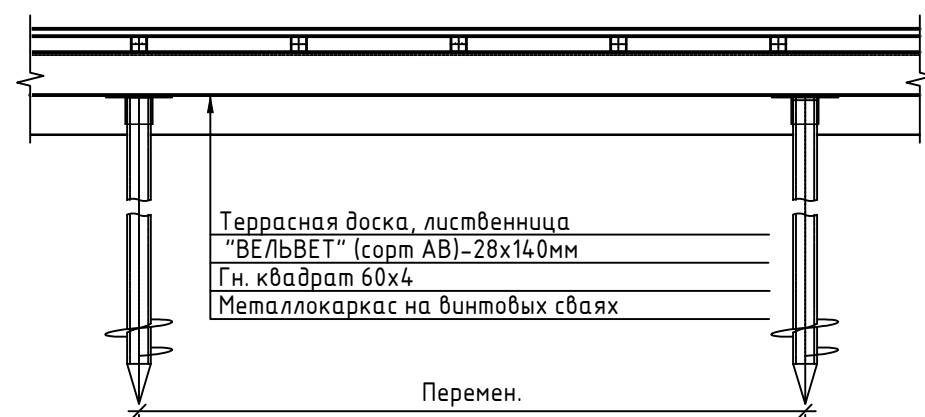 Террасная доска, лиственница
"ВЕЛЬВЕТ" (сорт АВ)-28х140мм
Гн. квадрат 60х4
Металлокаркас на винтовых сваях
Перемен.